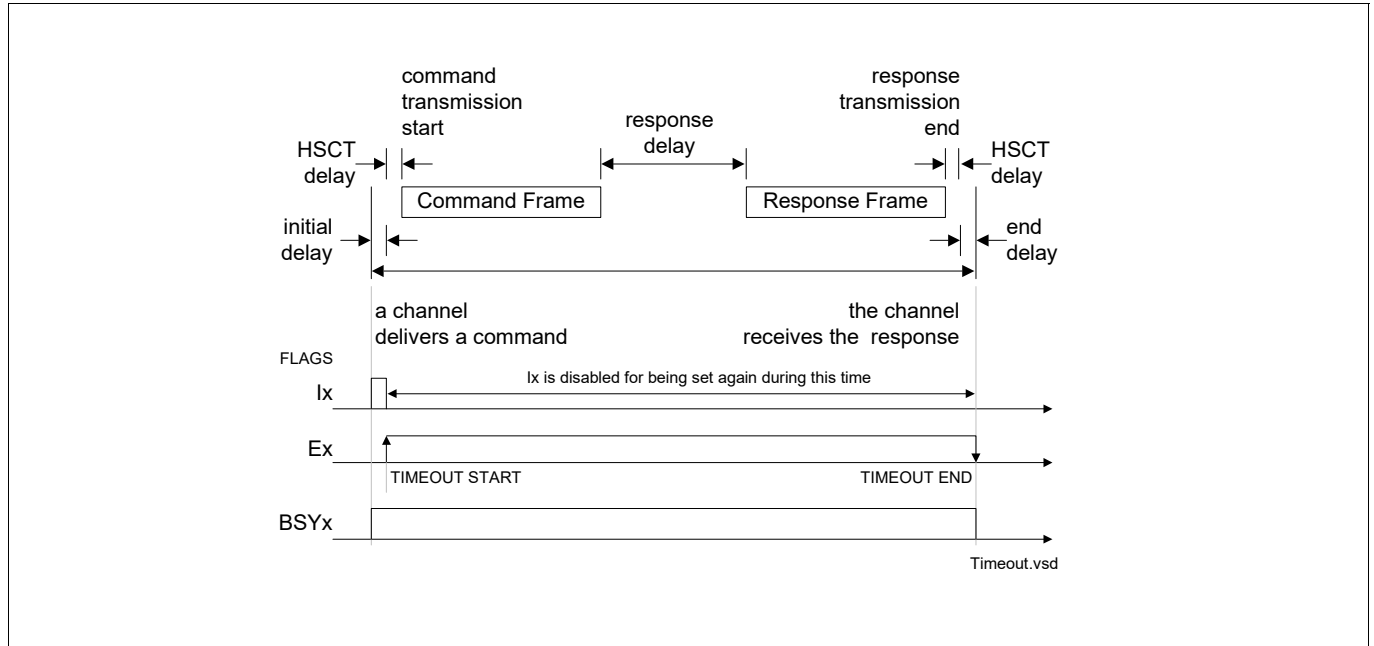 command
transmission
start
response
delay
response
transmission
end
HSCT
delay
HSCT
delay
Command Frame
Response Frame
initial
delay
end
delay
a channel
delivers a command
the channel
receives the response
FLAGS
Ix
Ix is disabled for being set again during this time
Ex
TIMEOUT START
TIMEOUT END
BSYx
Timeout.vsd